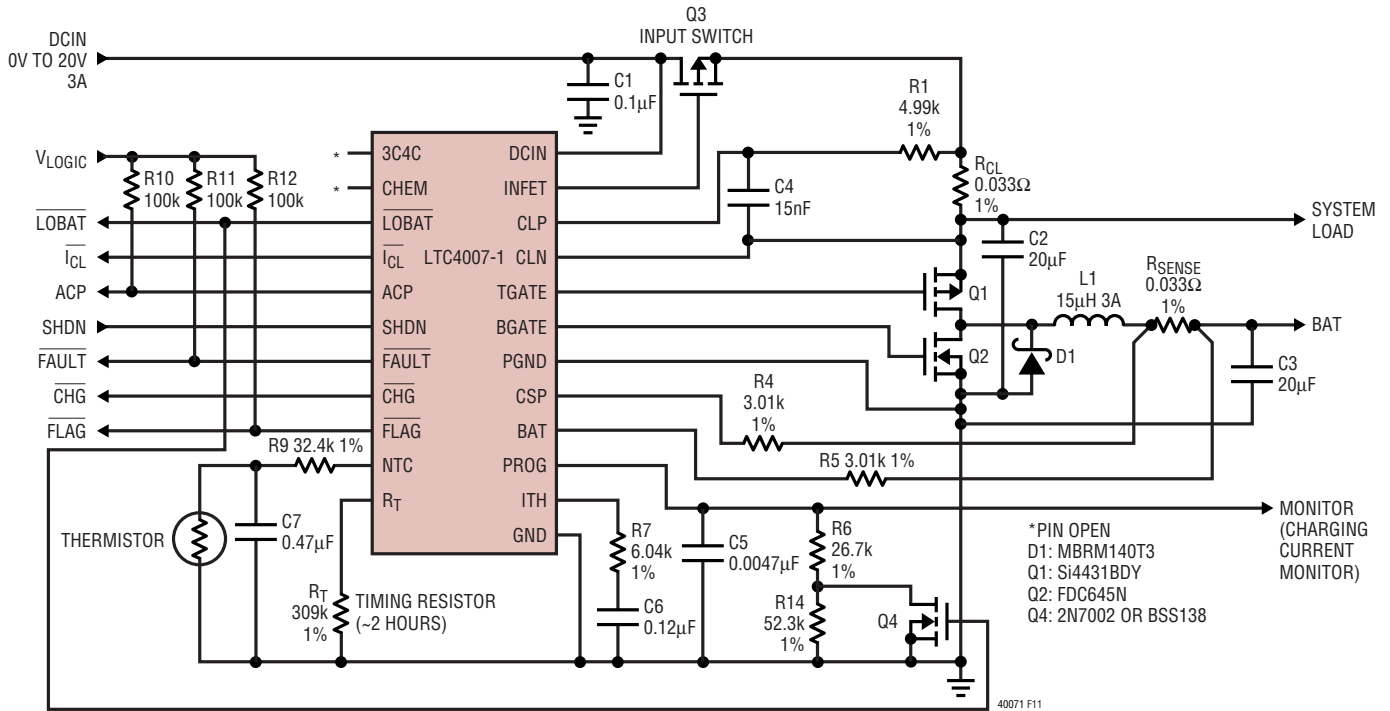 Q3
INPUT SWITCH
DCIN
0V TO 20V
3A
C1
0.1µF
R1
4.99k
1%
VLOGIC
R10
100k
R11
100k
R12
100k
*
3C4C
DCIN
*
CHEM
INFET
C4
15nF
RCL
0.033Ω
1%
LOBAT
LOBAT
CLP
SYSTEM
LOAD
ICL
ICL
LTC4007-1
CLN
C2
20µF
ACP
ACP
TGATE
Q1
L1
15µH 3A
RSENSE
0.033Ω
1%
SHDN
SHDN
BGATE
BAT
FAULT
FAULT
PGND
Q2
D1
C3
20µF
CHG
CHG
CSP
R4
3.01k
1%
FLAG
FLAG
BAT
R9 32.4k 1%
NTC
PROG
R5 3.01k 1%
RT
ITH
MONITOR
(CHARGING
CURRENT
MONITOR)
THERMISTOR
C7
0.47µF
GND
R7
6.04k
1%
C5
0.0047µF
R6
26.7k
1%
*PIN OPEN
D1: MBRM140T3
Q1: Si4431BDY
Q2: FDC645N
Q4: 2N7002 OR BSS138
RT
309k
1%
TIMING RESISTOR
(~2 HOURS)
C6
0.12µF
R14
52.3k
1%
Q4
40071 F11